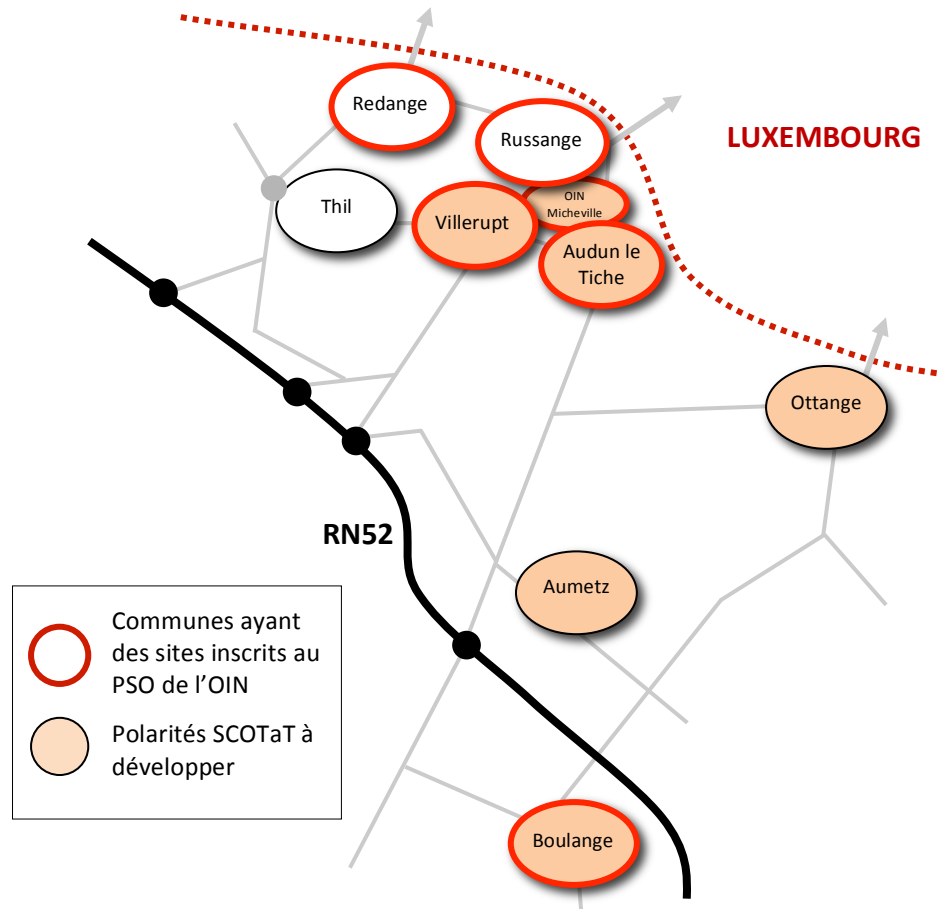 Redange
Russange
LUXEMBOURG
Thil
OIN
Micheville
Villerupt
Audun le
Tiche
Ottange
RN52
Aumetz
Communes ayant
des sites inscrits au
PSO de l’OIN
Polarités SCOTaT à
développer
Boulange